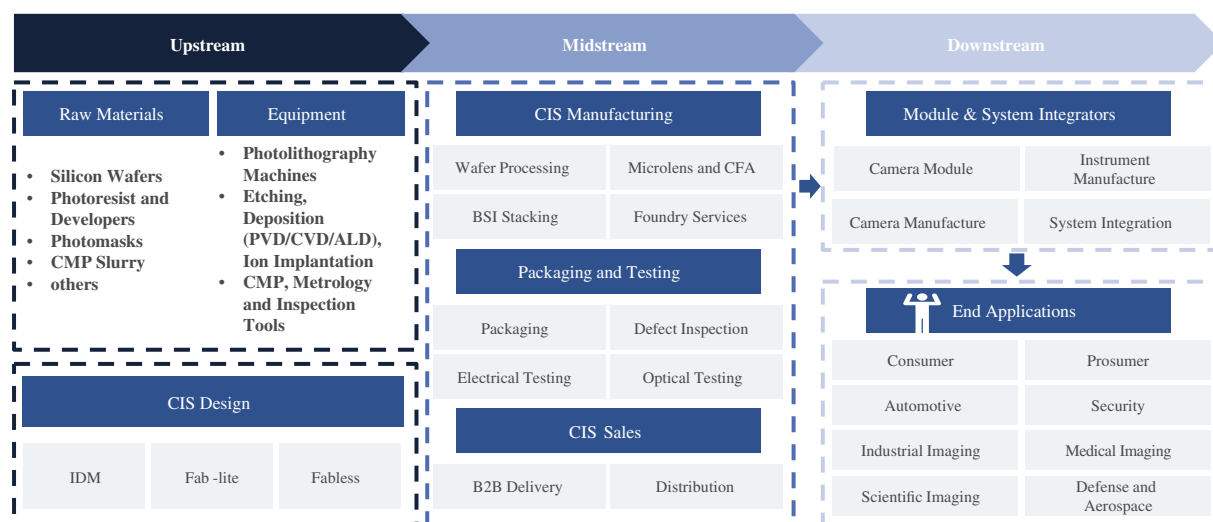 Upstream
Midstream
Downstream
Raw Materials
Equipment
• Silicon Wafers
• Photoresist and
Developers
• Photomasks
• CMP Slurry
• others
• Photolithography
Machines
• Etching,
Deposition
(PVD/CVD/ALD),
Ion Implantation
• CMP, Metrology
and Inspection
Tools
CIS Design
IDM
Fab -lite
Fabless
CIS Manufacturing
Wafer Processing
Microlens and CFA
BSI Stacking
Foundry Services
Packaging and Testing
Packaging
Defect Inspection
Electrical Testing
Optical Testing
CIS Sales
B2B Delivery
Distribution
Module & System Integrators
Camera Module
Instrument
Manufacture
Camera Manufacture
System Integration
End Applications
Consumer
Prosumer
Automotive
Security
Industrial Imaging
Medical Imaging
Scientific Imaging
Defense and
Aerospace